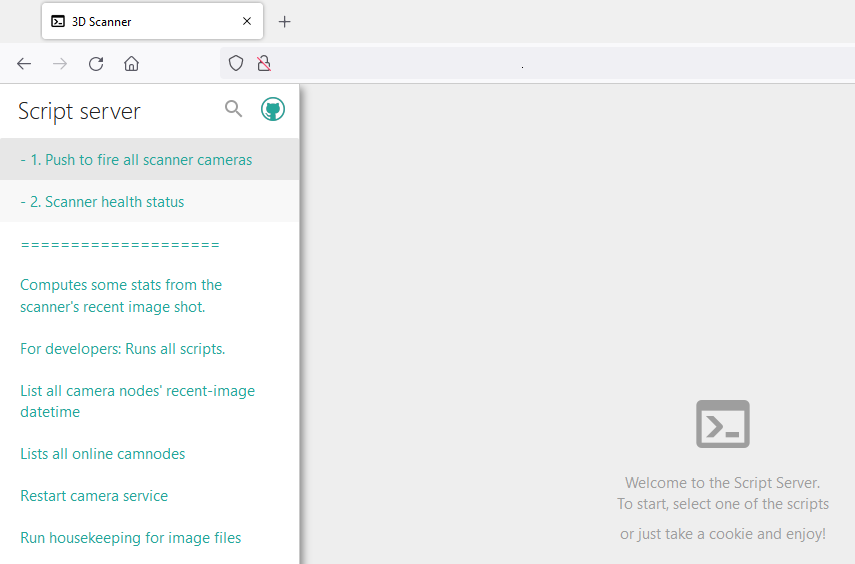 3D Scanner
Script server
- 1. Push to fire all scanner cameras
- 2. Scanner health status
====================
Computes some stats from the
scanner's recent image shot.
For developers: Runs all scripts.
List all camera nodes' recent-image
datetime
Lists all online camnodes
Restart camera service
Run housekeeping for image files
Welcome to the Script Server.
To start, select one of the scripts
or just take a cookie and enjoy!